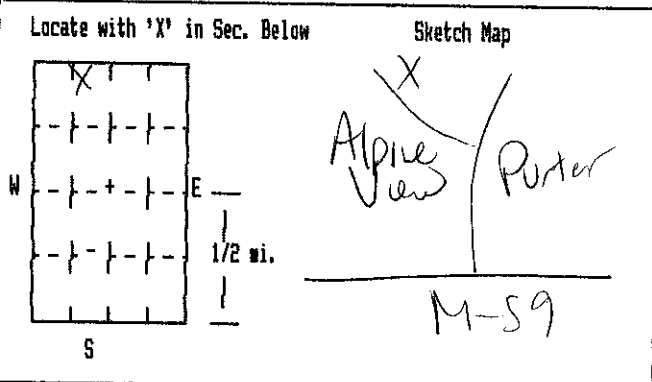 Locate with 'X' in Sec. Below
Sketch Map
X
X
Alpine
View
Porter
W
+
E
1/2 mi.
S
M-59